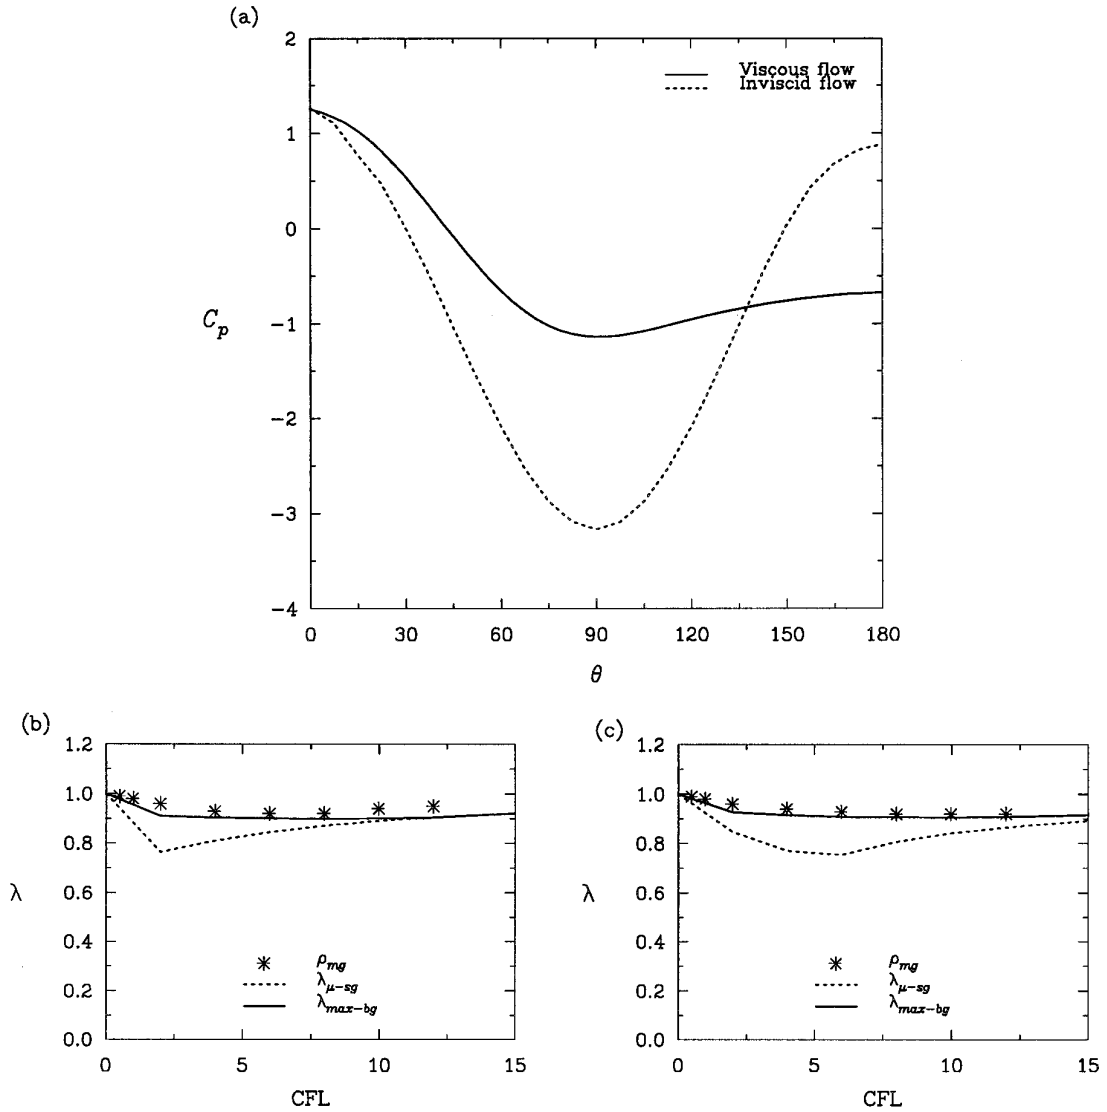 (a)
2
1
0
−1
−2
−3
−4
C_p
Viscous flow
Inviscid flow
0 30 60 90 120 150 180
θ
(b)
1.2
1.0
0.8
0.6
0.4
0.2
0.0
λ
ρ_mg
λ_μ−sg
λ_max−bg
0 5 10 15
CFL
(c)
1.2
1.0
0.8
0.6
0.4
0.2
0.0
λ
ρ_mg
λ_μ−sg
λ_max−bg
0 5 10 15
CFL